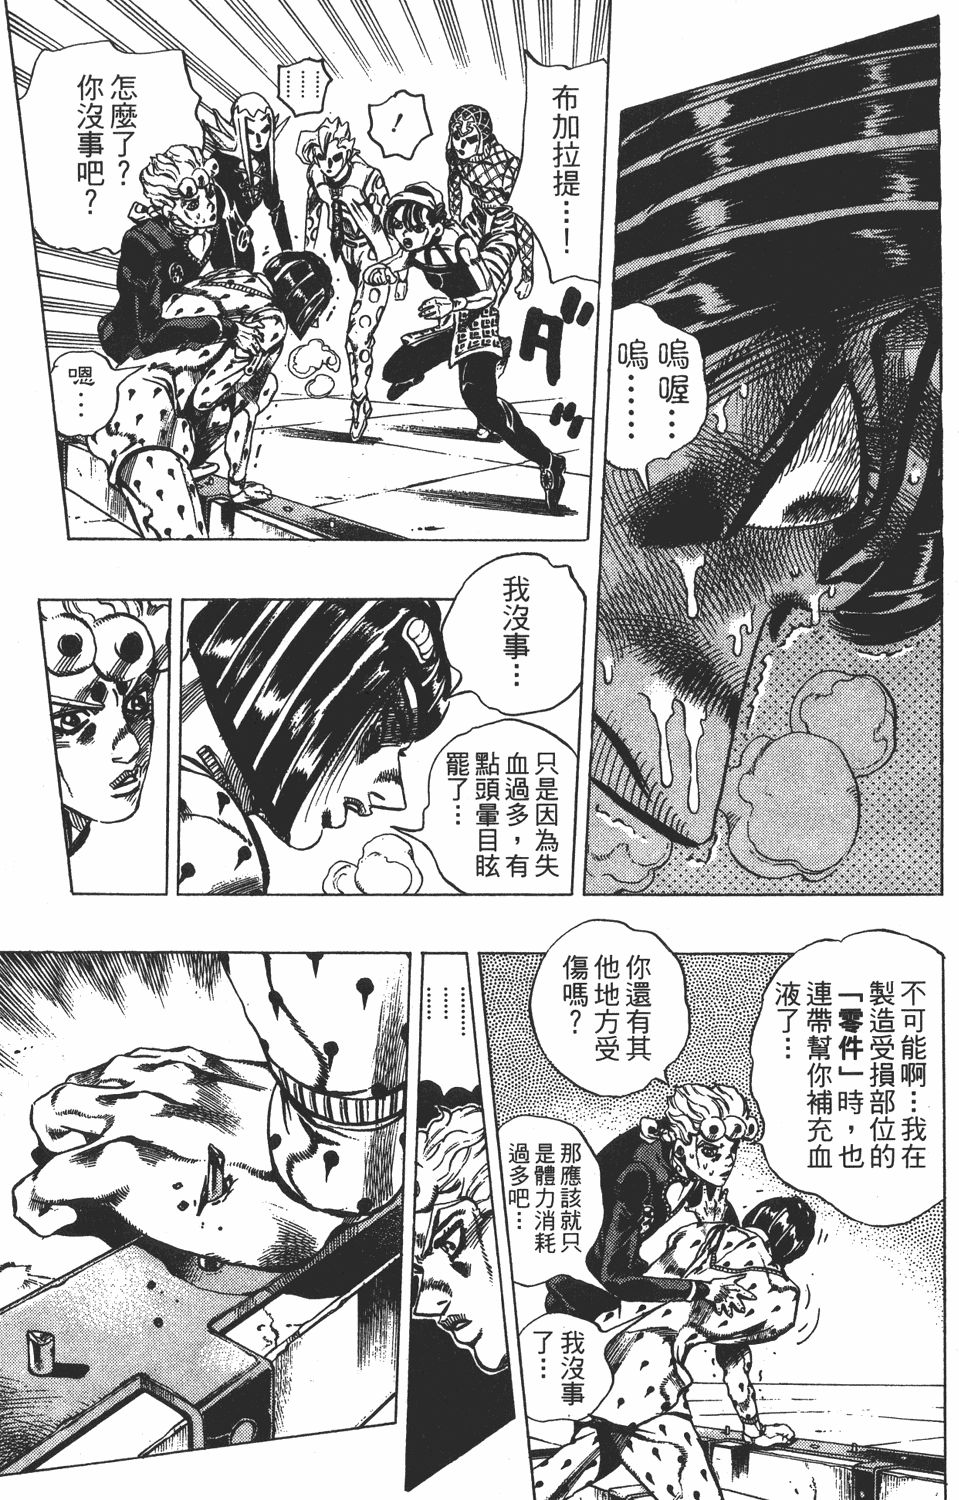 嗚喔…
嗚……
布加拉提…！
！
……
怎麼了？
你沒事吧？
嗯…
ダダッ
我沒事…
只是因為失
血過多，有
點頭暈目眩
罷了…
不可能啊…我在
製造受損部位的
「零件」時，也
連帶幫你補充血
液了…
你還有其
他地方受
傷嗎？
那應該就只
是體力消耗
過多吧…
我沒事
了…
……
……